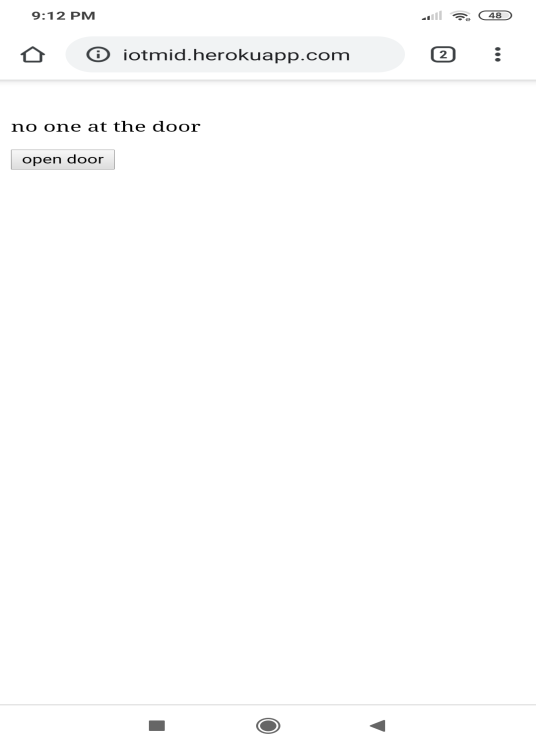 9:12 PM
48
iotmid.herokuapp.com
2
no one at the door
open door